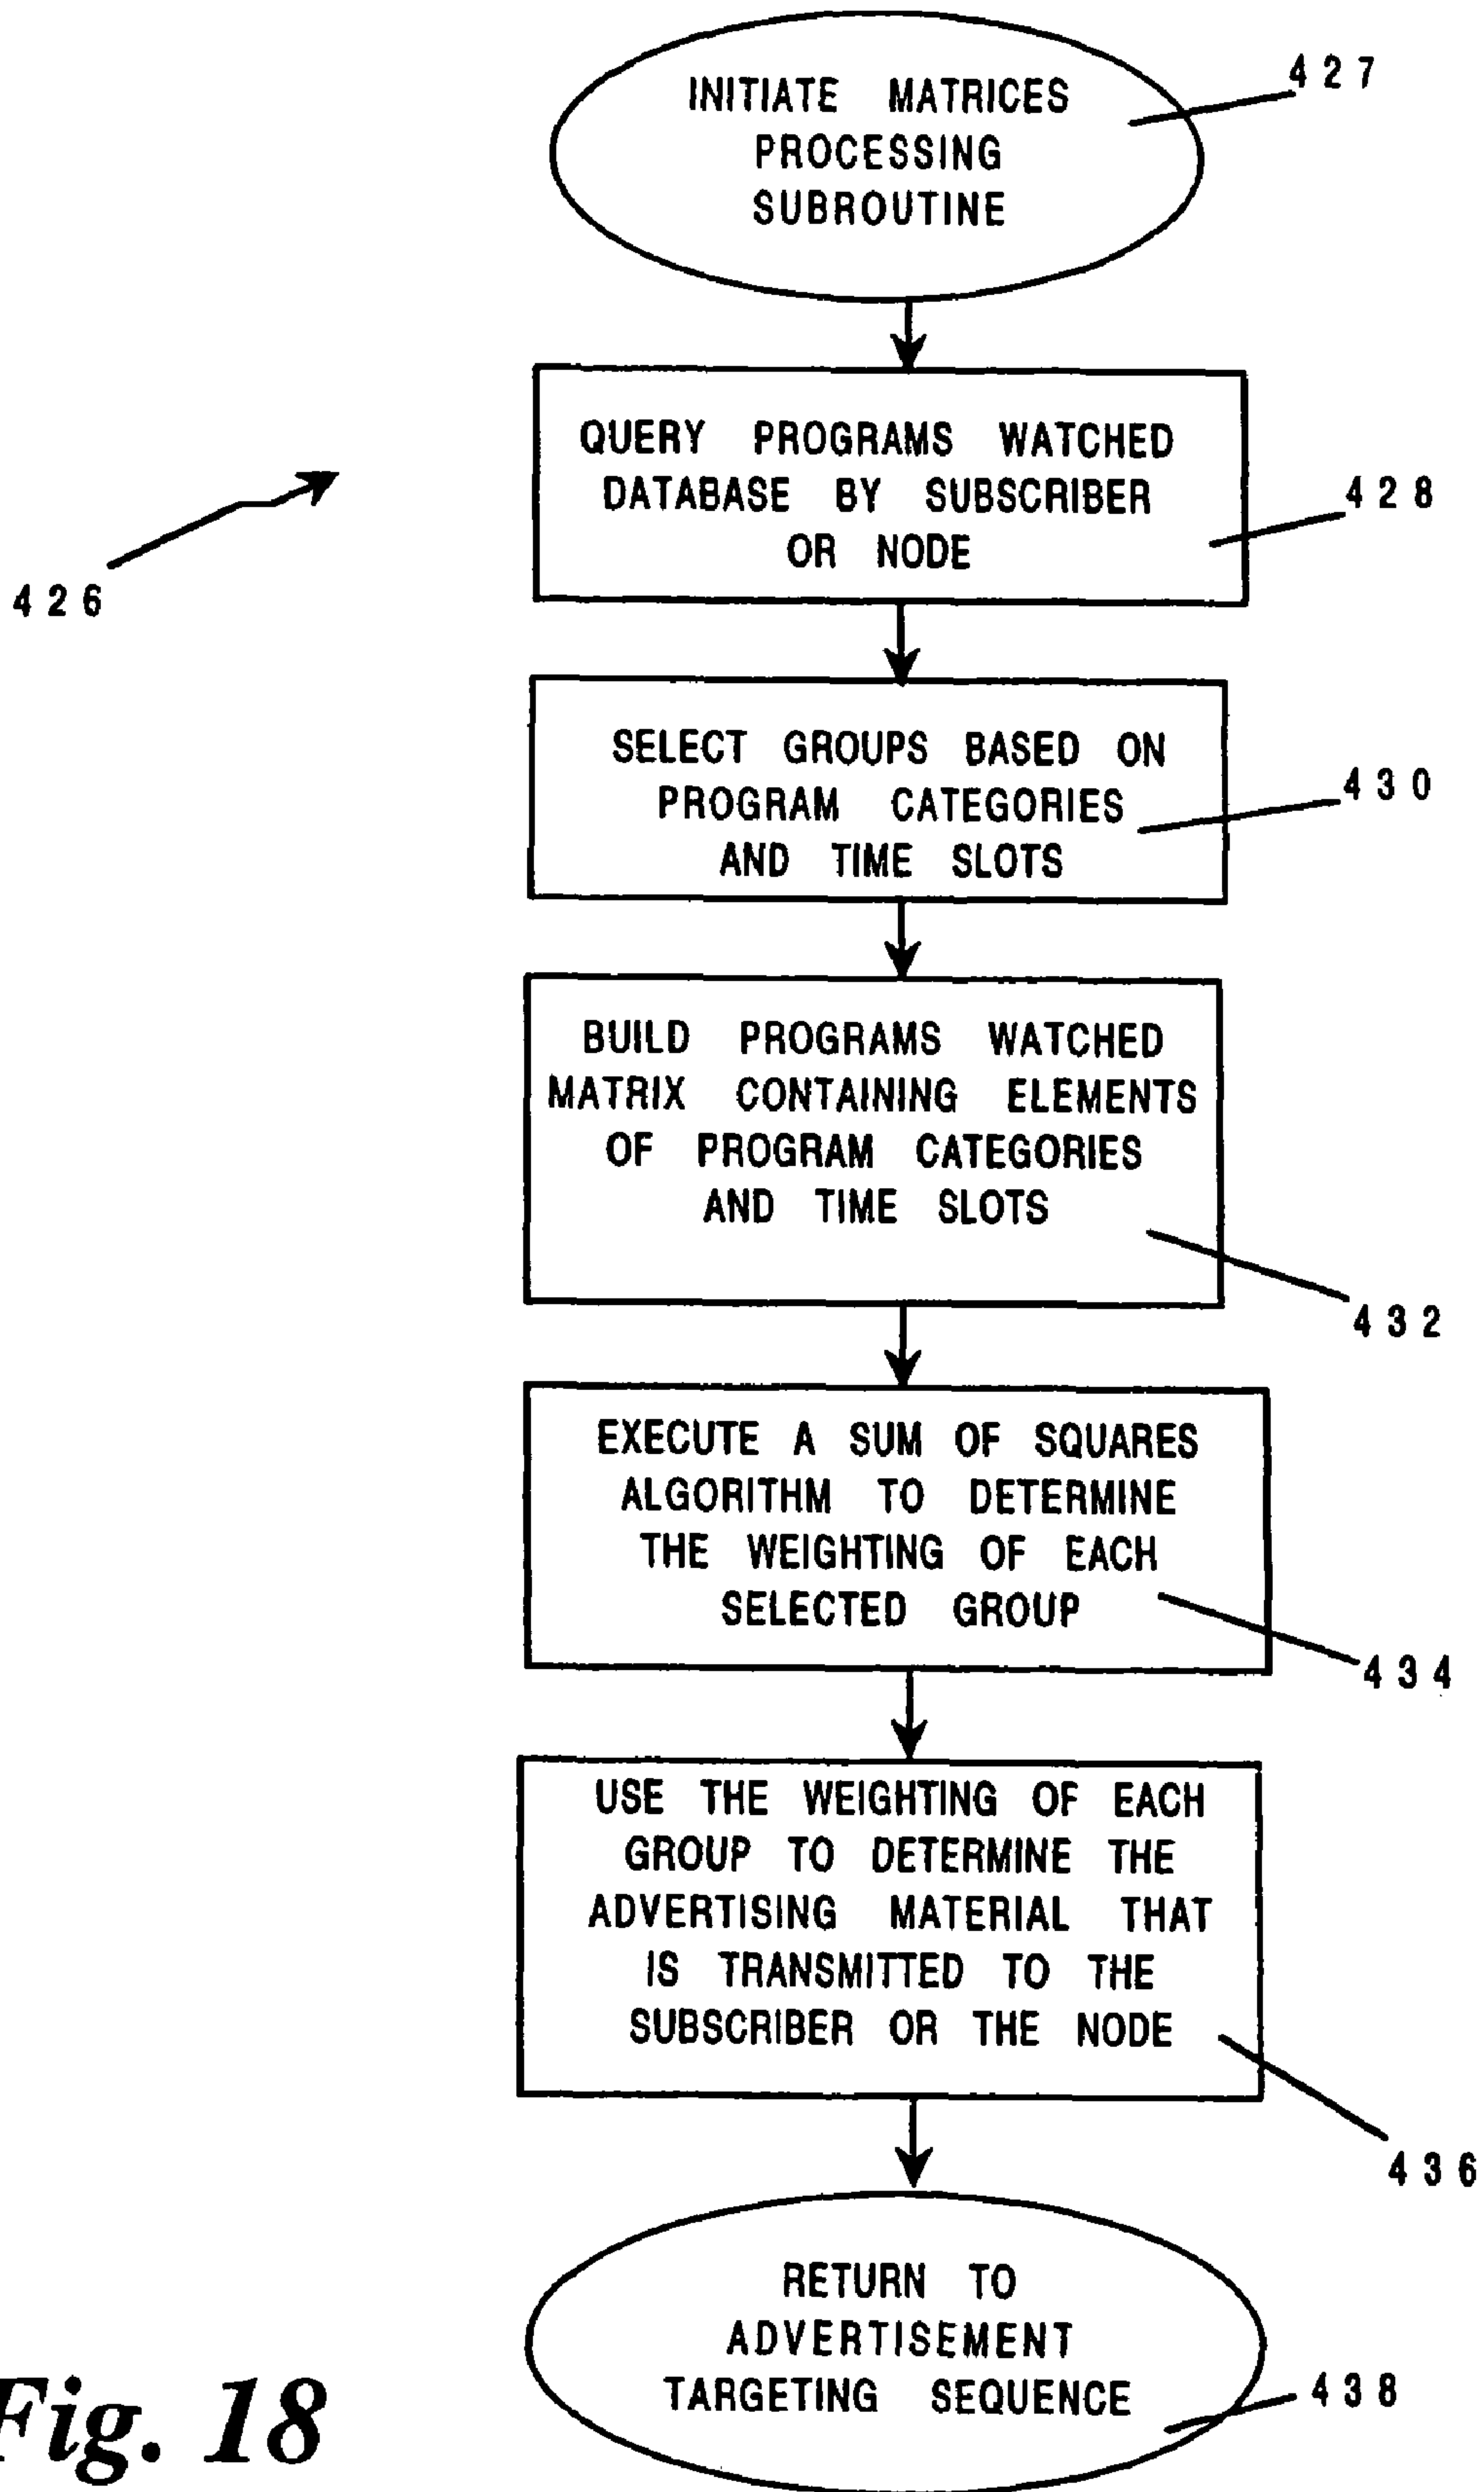 INITIATE MATRICES
PROCESSING
SUBROUTINE
427
QUERY PROGRAMS WATCHED
DATABASE BY SUBSCRIBER
OR NODE
428
426
SELECT GROUPS BASED ON
PROGRAM CATEGORIES
AND TIME SLOTS
430
BUILD PROGRAMS WATCHED
MATRIX CONTAINING ELEMENTS
OF PROGRAM CATEGORIES
AND TIME SLOTS
432
EXECUTE A SUM OF SQUARES
ALGORITHM TO DETERMINE
THE WEIGHTING OF EACH
SELECTED GROUP
434
USE THE WEIGHTING OF EACH
GROUP TO DETERMINE THE
ADVERTISING MATERIAL THAT
IS TRANSMITTED TO THE
SUBSCRIBER OR THE NODE
436
RETURN TO
ADVERTISEMENT
TARGETING SEQUENCE
438
Fig. 18